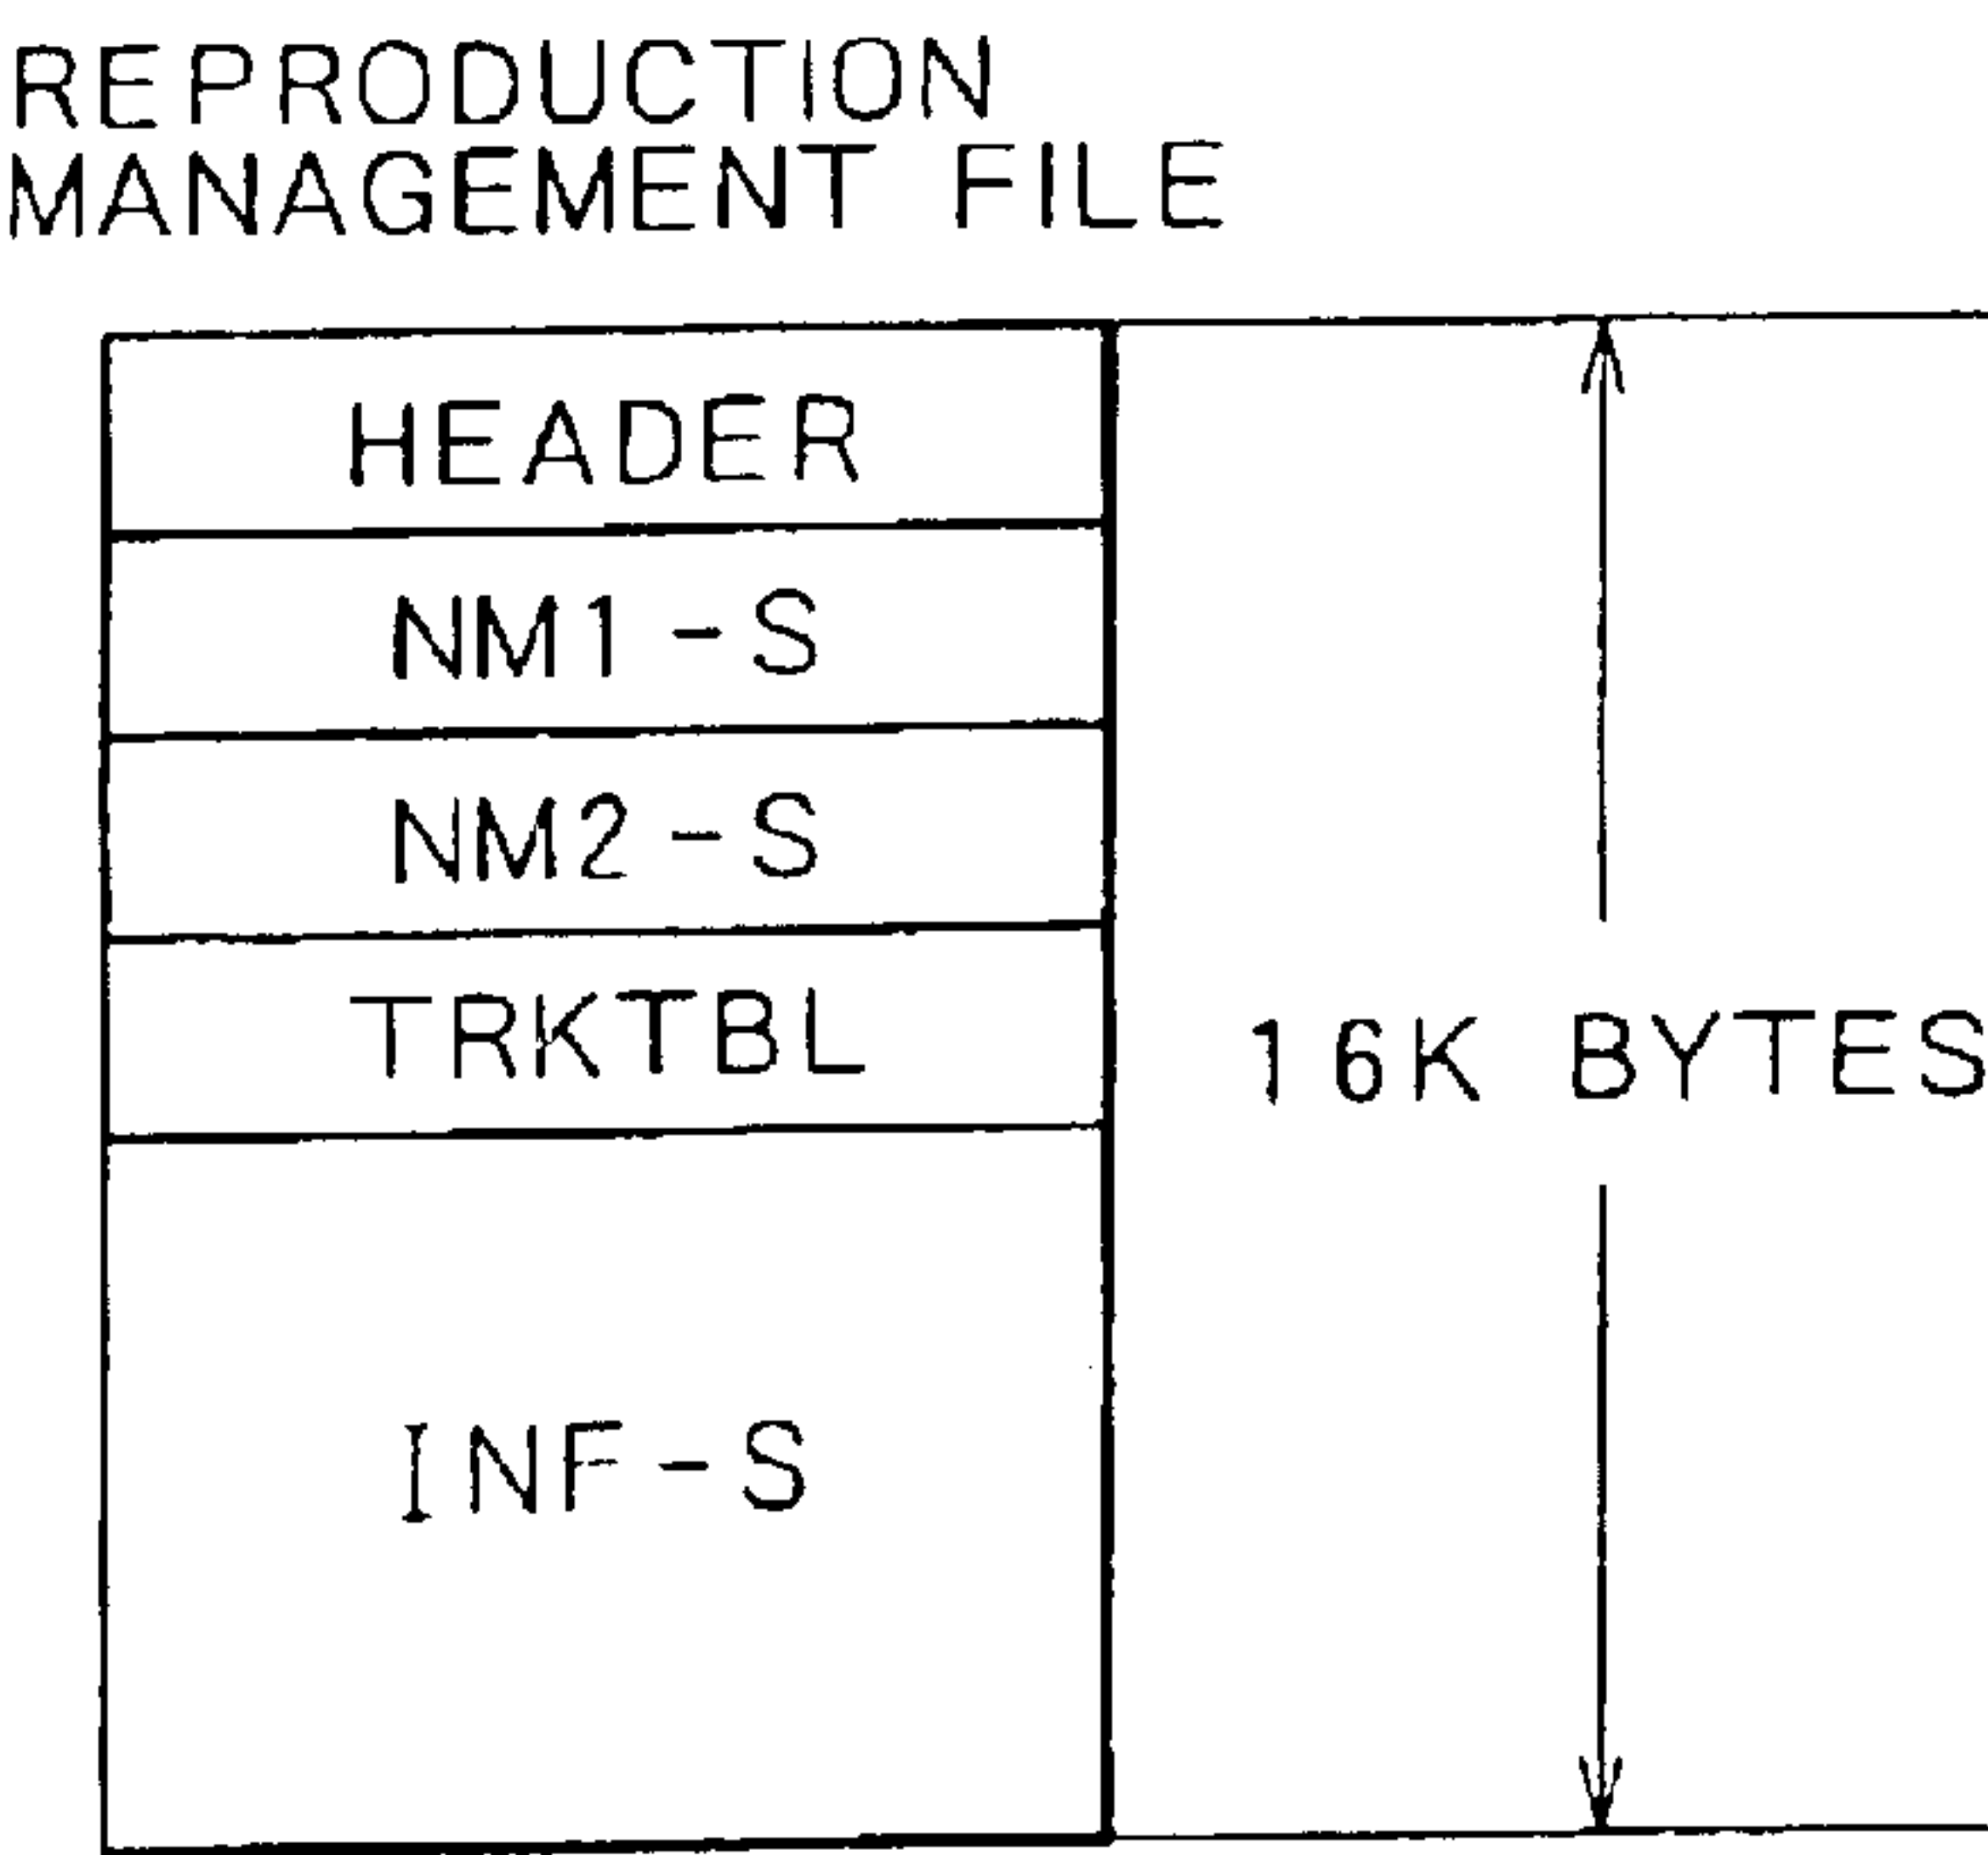 REPRODUCTION
MANAGEMENT FILE
HEADER
NM1-S
NM2-S
TRKTBL
16K BYTES
INF-S